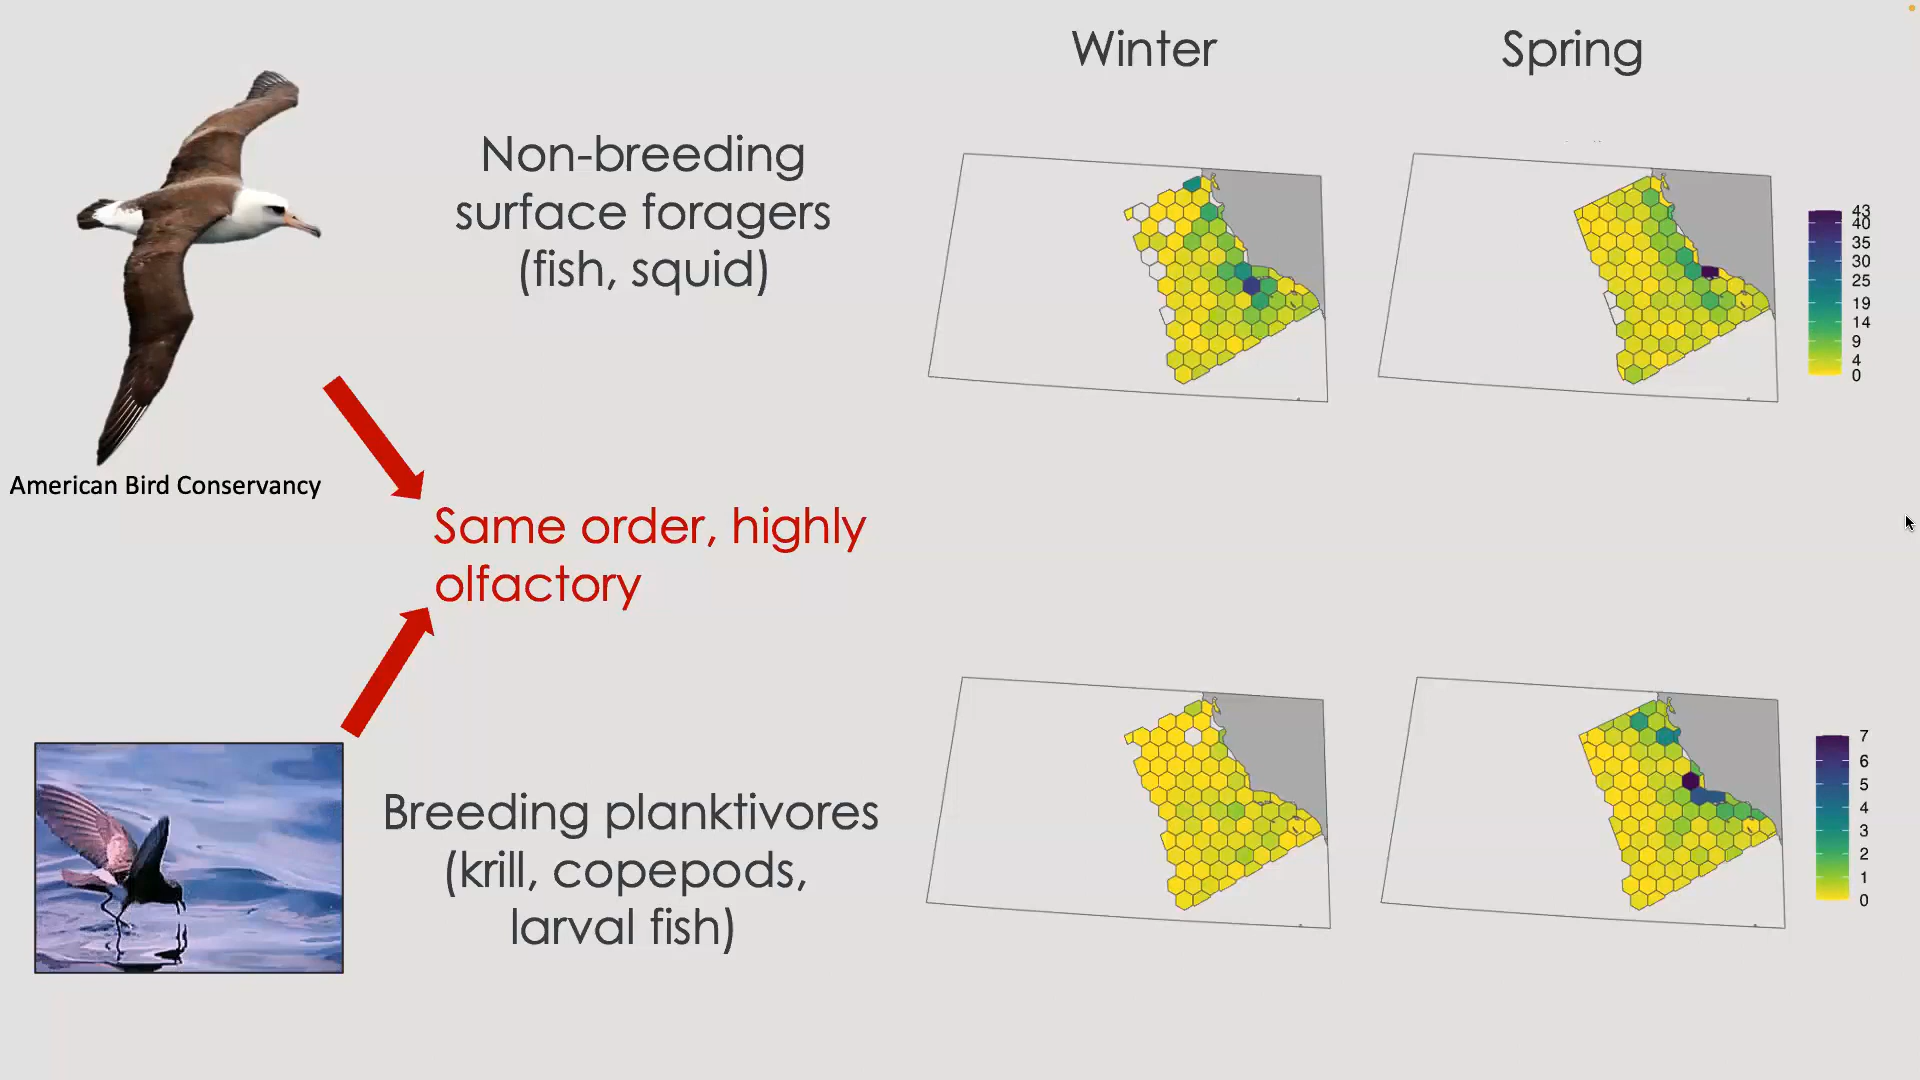 Winter
Spring
Non-breeding
surface foragers
(fish, squid)
43
40
35
30
25
19
14
9
4
0
American Bird Conservancy
Same order, highly
olfactory
Breeding planktivores
(krill, copepods,
larval fish)
7
6
5
4
3
2
1
0